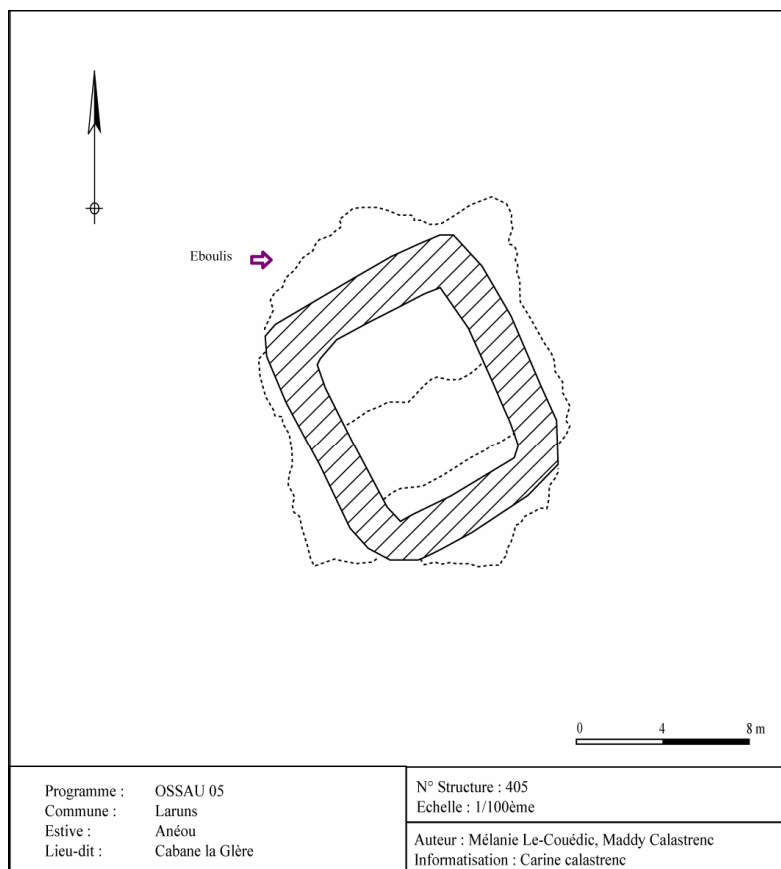 Eboulis
0 4 8 m
Programme : OSSAU 05
Commune : Laruns
Estive : Anéou
Lieu-dit : Cabane la Glère
N° Structure : 405
Echelle : 1/100ème
Auteur : Mélanie Le-Couédic, Maddy Calastrenc
Informatisation : Carine calastrenc